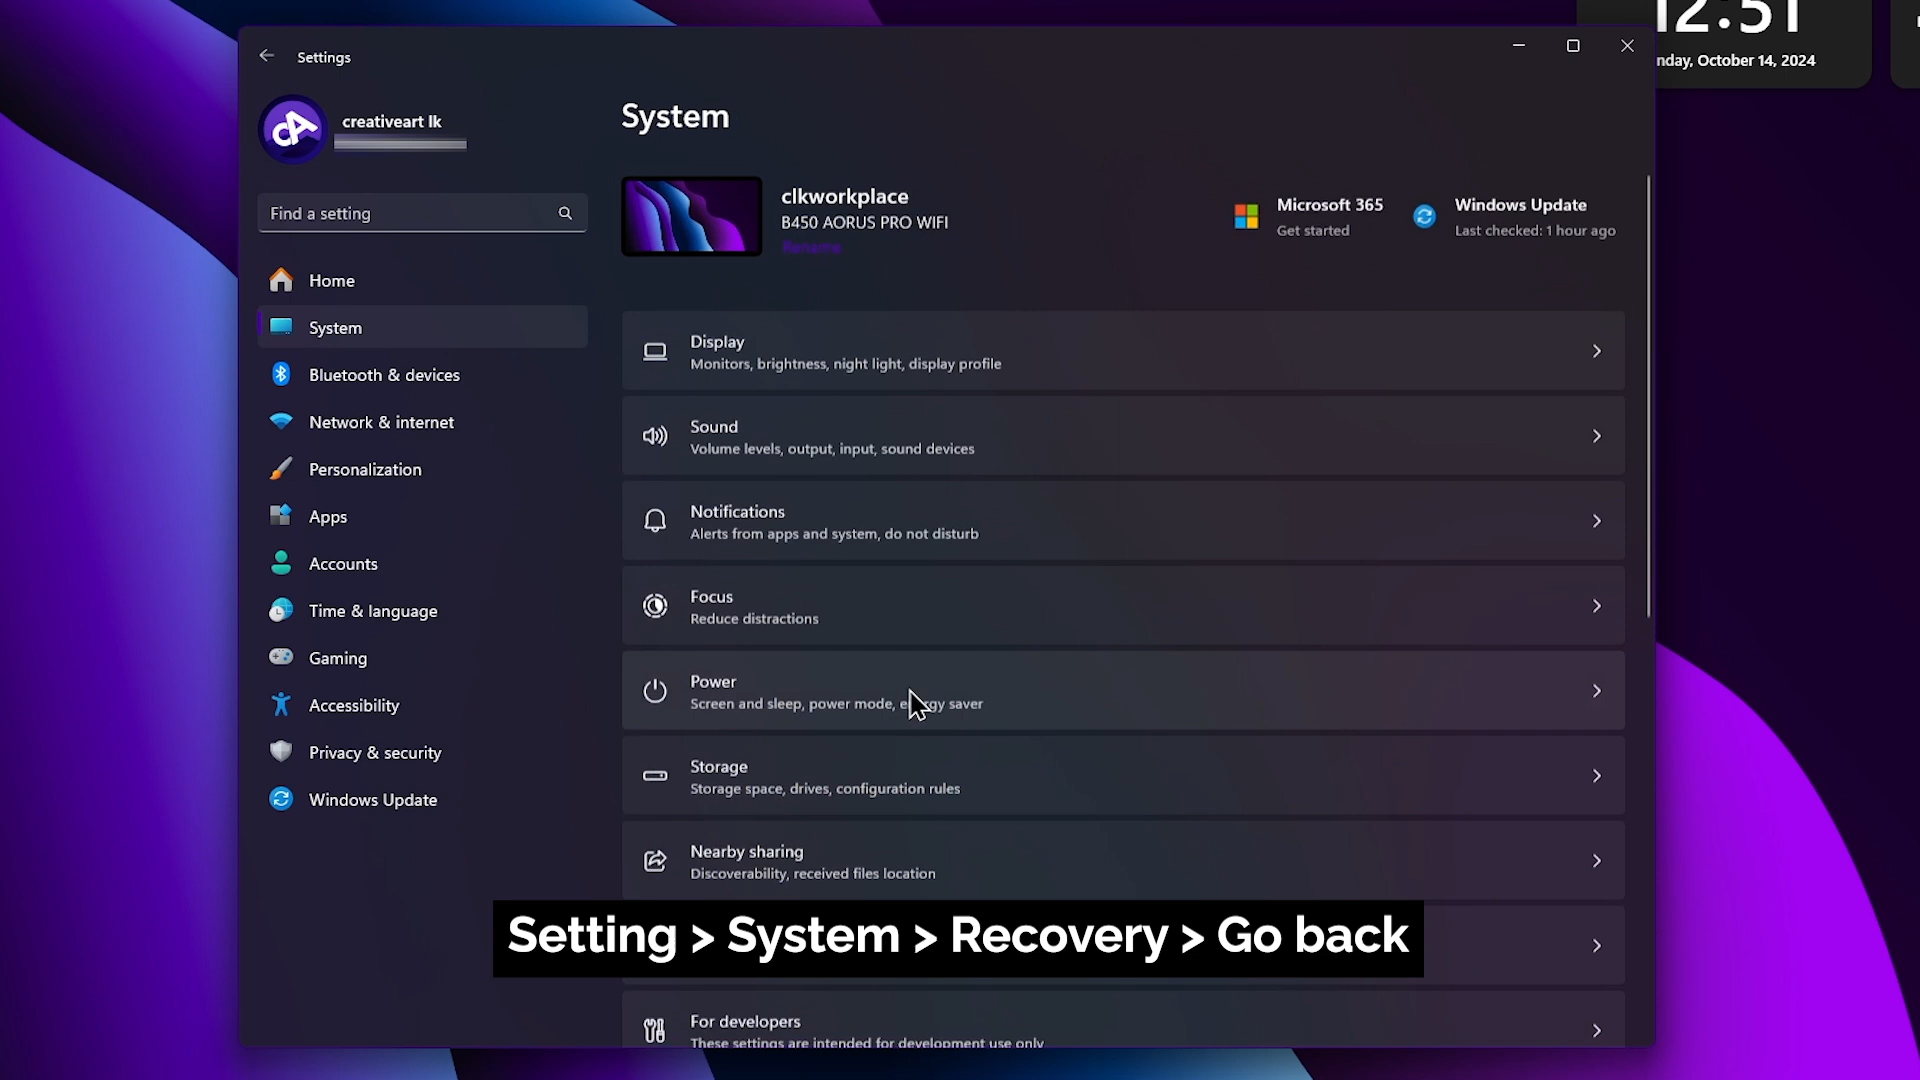 12:51
nday, October 14, 2024
Settings
creativeart lk
Find a setting
Home
System
Bluetooth & devices
Network & internet
Personalization
Apps
Accounts
Time & language
Gaming
Accessibility
Privacy & security
Windows Update
System
clkworkplace
B450 AORUS PRO WIFI
Rename
Microsoft 365
Get started
Windows Update
Last checked: 1 hour ago
Display
Monitors, brightness, night light, display profile
Sound
Volume levels, output, input, sound devices
Notifications
Alerts from apps and system, do not disturb
Focus
Reduce distractions
Power
Screen and sleep, power mode, energy saver
Storage
Storage space, drives, configuration rules
Nearby sharing
Discoverability, received files location
Setting > System > Recovery > Go back
For developers
These settings are intended for development use only